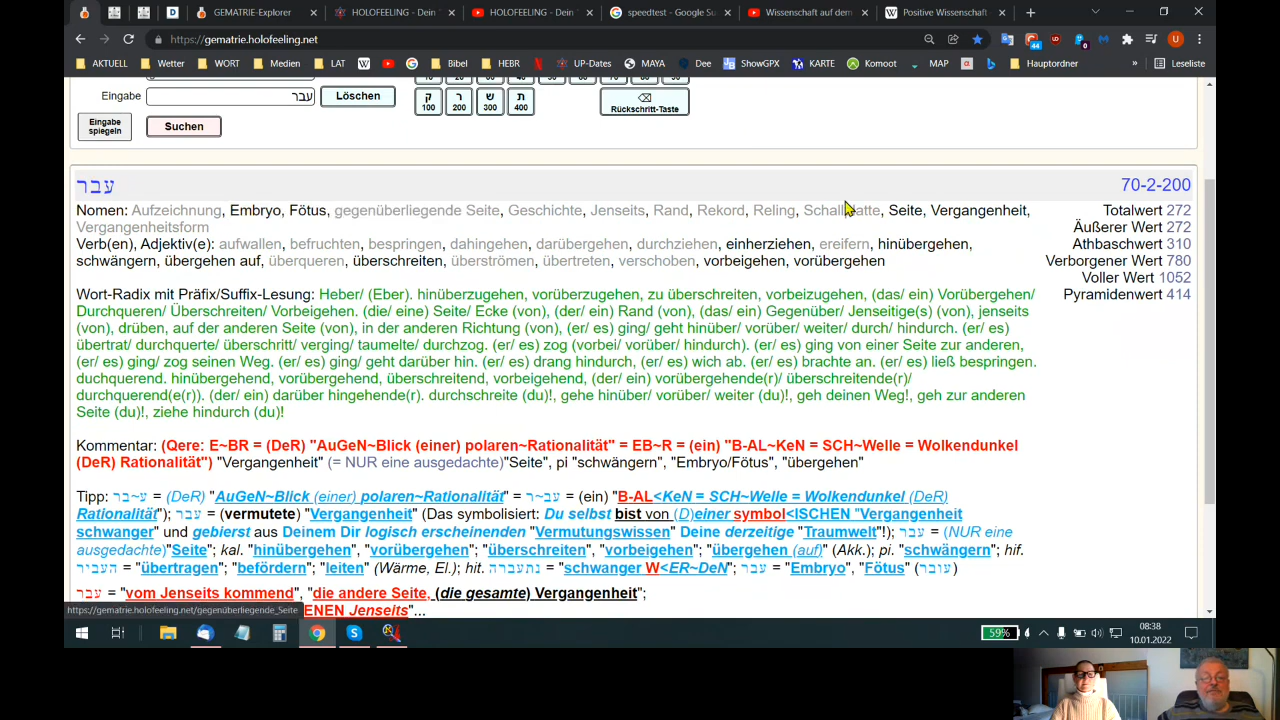 GEMATRIE-Explorer
HOLOFEELING - Dein
HOLOFEELING - Dein
speedtest - Google Su
Wissenschaft auf dem
Positive Wissenschaft
https://gematrie.holofeeling.net
44
0
U
AKTUELL
Wetter
WORT
Medien
LAT
Bibel
HEBR
UP-Dates
MAYA
Dee
ShowGPX
KARTE
Komoot
MAP
Hauptordner
»
Leseliste
Eingabe
עבר
Löschen
ק
100
ר
200
ש
300
ת
400
Rückschritt-Taste
Eingabe
spiegeln
Suchen
עבר
70-2-200
Nomen: Aufzeichnung, Embryo, Fötus, gegenüberliegende Seite, Geschichte, Jenseits, Rand, Rekord, Reling, Schallplatte, Seite, Vergangenheit,
Vergangenheitsform
Verb(en), Adjektiv(e): aufwallen, befruchten, bespringen, dahingehen, darübergehen, durchziehen, einherziehen, ereifern, hinübergehen,
schwängern, übergehen auf, überqueren, überschreiten, überströmen, übertreten, verschoben, vorbeigehen, vorübergehen
Totalwert 272
Äußerer Wert 272
Athbaschwert 310
Verborgener Wert 780
Voller Wert 1052
Pyramidenwert 414
Wort-Radix mit Präfix/Suffix-Lesung: Heber/ (Eber). hinüberzugehen, vorüberzugehen, zu überschreiten, vorbeizugehen, (das/ ein) Vorübergehen/
Durchqueren/ Überschreiten/ Vorbeigehen. (die/ eine) Seite/ Ecke (von), (der/ ein) Rand (von), (das/ ein) Gegenüber/ Jenseitige(s) (von), jenseits
(von), drüben, auf der anderen Seite (von), in der anderen Richtung (von), (er/ es) ging/ geht hinüber/ vorüber/ weiter/ durch/ hindurch. (er/ es)
übertrat/ durchquerte/ überschritt/ verging/ taumelte/ durchzog. (er/ es) zog (vorbei/ vorüber/ hindurch). (er/ es) ging von einer Seite zur anderen,
(er/ es) ging/ zog seinen Weg. (er/ es) ging/ geht darüber hin. (er/ es) drang hindurch, (er/ es) wich ab. (er/ es) brachte an. (er/ es) ließ bespringen.
duchquerend. hinübergehend, vorübergehend, überschreitend, vorbeigehend, (der/ ein) vorübergehende(r)/ überschreitende(r)/
durchquerend(e(r)). (der/ ein) darüber hingehende(r). durchschreite (du)!, gehe hinüber/ vorüber/ weiter (du)!, geh deinen Weg!, geh zur anderen
Seite (du)!, ziehe hindurch (du)!
Kommentar: (Qere: E~BR = (DeR) "AuGeN~Blick (einer) polaren~Rationalität" = EB~R = (ein) "B-AL~KeN = SCH~Welle = Wolkendunkel
(DeR) Rationalität") "Vergangenheit" (= NUR eine ausgedachte)"Seite", pi "schwängern", "Embryo/Fötus", "übergehen"
Tipp: ע~בר = (DeR) "AuGeN~Blick (einer) polaren~Rationalität" = עב~ר = (ein) "B-AL<KeN = SCH~Welle = Wolkendunkel (DeR)
Rationalität"); עבר = (vermutete) "Vergangenheit" (Das symbolisiert: Du selbst bist von (D)einer symbol<ISCHEN "Vergangenheit
schwanger" und gebierst aus Deinem Dir logisch erscheinenden "Vermutungswissen" Deine derzeitige "Traumwelt"!); עבר = (NUR eine
ausgedachte)"Seite"; kal. "hinübergehen", "vorübergehen"; "überschreiten", "vorbeigehen"; "übergehen (auf)" (Akk.); pi. "schwängern"; hif.
העביר = "übertragen"; "befördern"; "leiten" (Wärme, El.); hit. נתעברה = "schwanger W<ER~DeN"; עבר = "Embryo", "Fötus" (עובר)
עבר = "vom Jenseits kommend", "die andere Seite, (die gesamte) Vergangenheit";
https://gematrie.holofeeling.net/gegenüberliegende_Seite
ENEN Jenseits"...
59%
08:38
10.01.2022